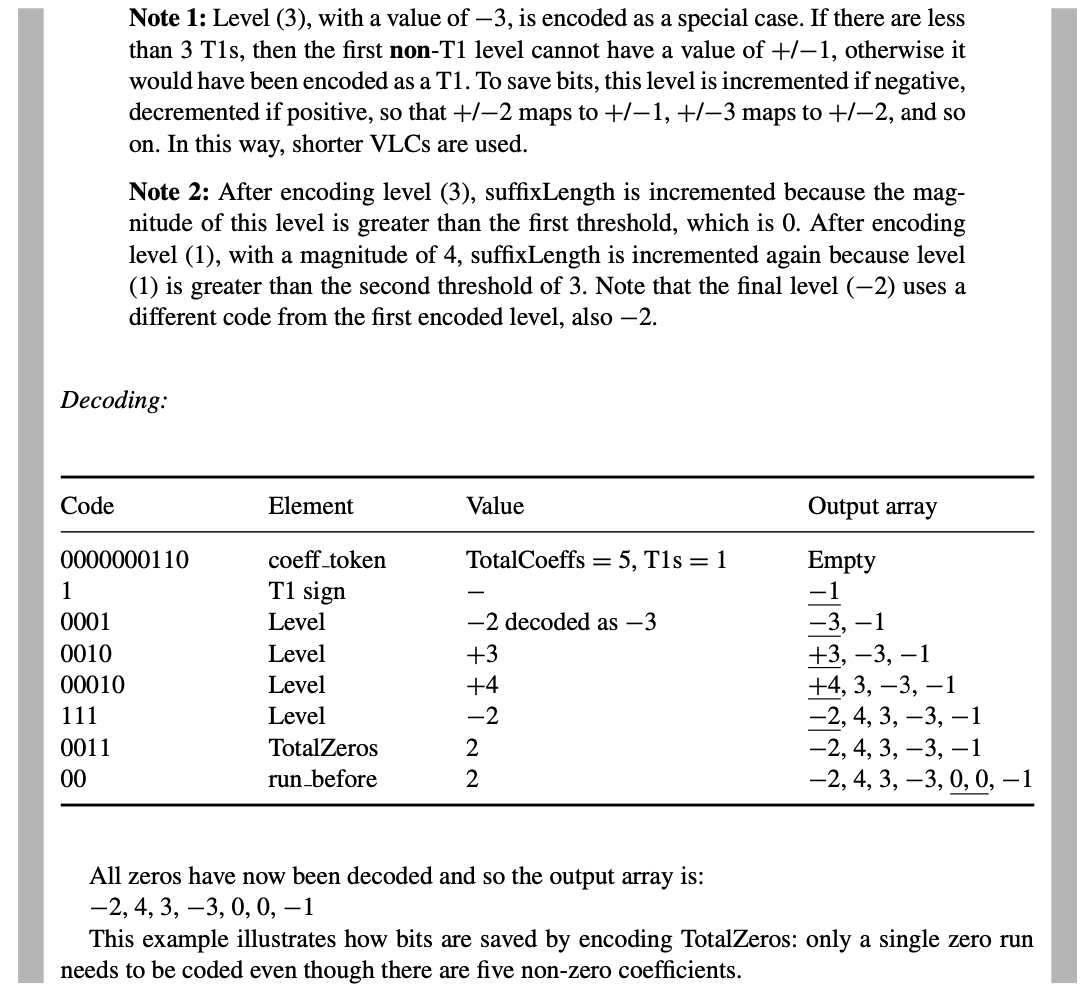 Note 1: Level (3), with a value of −3, is encoded as a special case. If there are less
than 3 T1s, then the first non-T1 level cannot have a value of +/−1, otherwise it
would have been encoded as a T1. To save bits, this level is incremented if negative,
decremented if positive, so that +/−2 maps to +/−1, +/−3 maps to +/−2, and so
on. In this way, shorter VLCs are used.
Note 2: After encoding level (3), suffixLength is incremented because the mag-
nitude of this level is greater than the first threshold, which is 0. After encoding
level (1), with a magnitude of 4, suffixLength is incremented again because level
(1) is greater than the second threshold of 3. Note that the final level (−2) uses a
different code from the first encoded level, also −2.
Decoding:
Code Element Value Output array
0000000110 coeff_token TotalCoeffs = 5, T1s = 1 Empty
1 T1 sign − −1
0001 Level −2 decoded as −3 −3, −1
0010 Level +3 +3, −3, −1
00010 Level +4 +4, 3, −3, −1
111 Level −2 −2, 4, 3, −3, −1
0011 TotalZeros 2 −2, 4, 3, −3, −1
00 run_before 2 −2, 4, 3, −3, 0, 0, −1
All zeros have now been decoded and so the output array is:
−2, 4, 3, −3, 0, 0, −1
This example illustrates how bits are saved by encoding TotalZeros: only a single zero run
needs to be coded even though there are five non-zero coefficients.